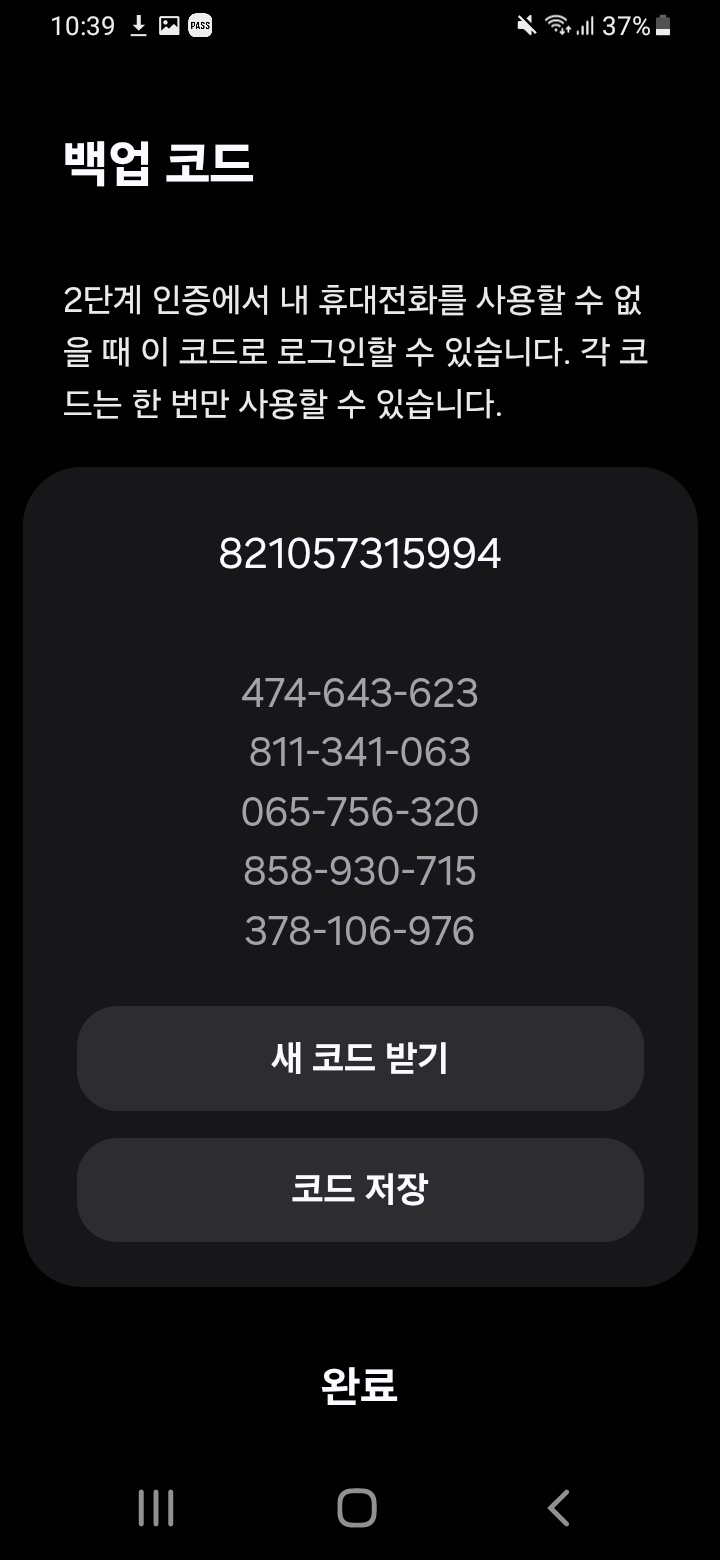 10:39 PASS 37%
백업 코드
2단계 인증에서 내 휴대전화를 사용할 수 없
을 때 이 코드로 로그인할 수 있습니다. 각 코
드는 한 번만 사용할 수 있습니다.
821057315994
474-643-623
811-341-063
065-756-320
858-930-715
378-106-976
새 코드 받기
코드 저장
완료